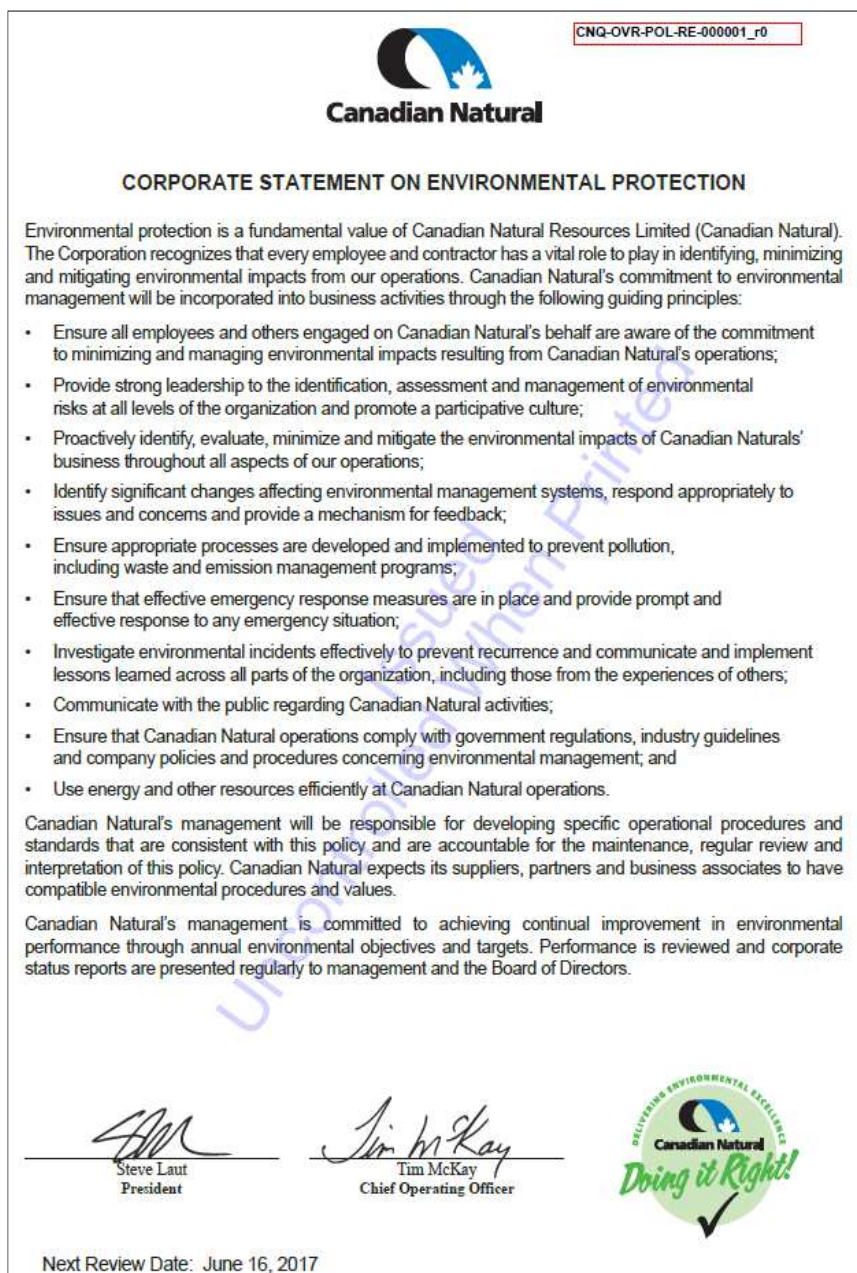 CNQ-OVR-POL-RE-000001_r0
Canadian Natural
CORPORATE STATEMENT ON ENVIRONMENTAL PROTECTION
Environmental protection is a fundamental value of Canadian Natural Resources Limited (Canadian Natural).
The Corporation recognizes that every employee and contractor has a vital role to play in identifying, minimizing
and mitigating environmental impacts from our operations. Canadian Natural's commitment to environmental
management will be incorporated into business activities through the following guiding principles:
• Ensure all employees and others engaged on Canadian Natural's behalf are aware of the commitment
to minimizing and managing environmental impacts resulting from Canadian Natural's operations;
• Provide strong leadership to the identification, assessment and management of environmental
risks at all levels of the organization and promote a participative culture;
• Proactively identify, evaluate, minimize and mitigate the environmental impacts of Canadian Naturals'
business throughout all aspects of our operations;
• Identify significant changes affecting environmental management systems, respond appropriately to
issues and concerns and provide a mechanism for feedback;
• Ensure appropriate processes are developed and implemented to prevent pollution,
including waste and emission management programs;
• Ensure that effective emergency response measures are in place and provide prompt and
effective response to any emergency situation;
• Investigate environmental incidents effectively to prevent recurrence and communicate and implement
lessons learned across all parts of the organization, including those from the experiences of others;
• Communicate with the public regarding Canadian Natural activities;
• Ensure that Canadian Natural operations comply with government regulations, industry guidelines
and company policies and procedures concerning environmental management; and
• Use energy and other resources efficiently at Canadian Natural operations.
Canadian Natural's management will be responsible for developing specific operational procedures and
standards that are consistent with this policy and are accountable for the maintenance, regular review and
interpretation of this policy. Canadian Natural expects its suppliers, partners and business associates to have
compatible environmental procedures and values.
Canadian Natural's management is committed to achieving continual improvement in environmental
performance through annual environmental objectives and targets. Performance is reviewed and corporate
status reports are presented regularly to management and the Board of Directors.
Issued
Uncontrolled When Printed
Tim McKay
Steve Laut
President
Tim McKay
Chief Operating Officer
DELIVERING ENVIRONMENTAL EXCELLENCE
Canadian Natural
Doing it Right!
Next Review Date: June 16, 2017